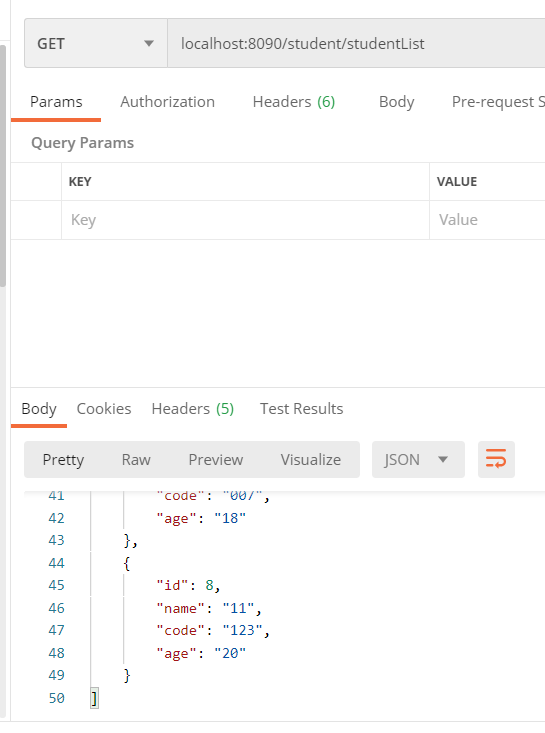 GET localhost:8090/student/studentList
Params Authorization Headers (6) Body Pre-request S
Query Params
KEY VALUE
Key Value
Body Cookies Headers (5) Test Results
Pretty Raw Preview Visualize JSON
41 "code": "007",
42 "age": "18"
43 },
44 {
45 "id": 8,
46 "name": "11",
47 "code": "123",
48 "age": "20"
49 }
50 ]